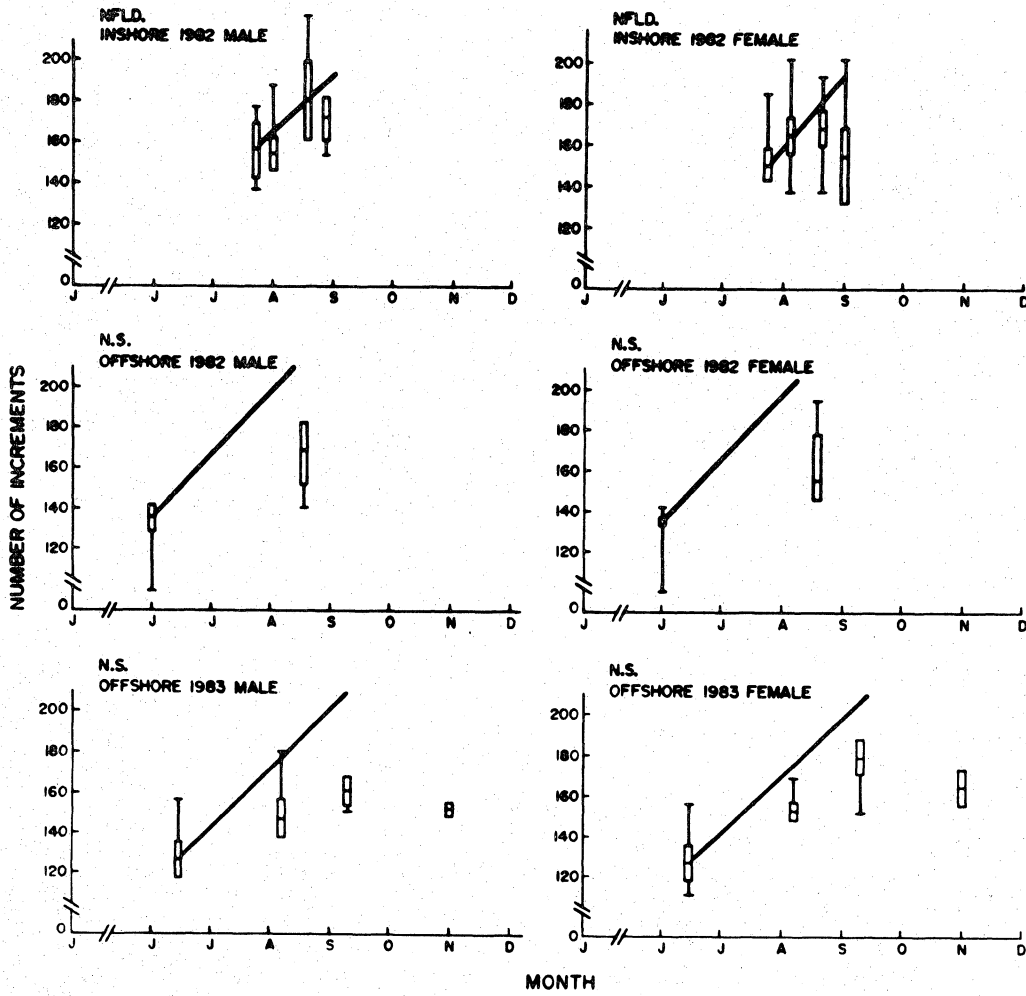 NFLD.
INSHORE 1982 MALE
200
180
160
140
120
0
J J J A S O N D
NFLD.
INSHORE 1982 FEMALE
200
180
160
140
120
0
J J J A S O N D
N.S.
OFFSHORE 1982 MALE
200
180
160
140
120
0
J J J A S O N D
N.S.
OFFSHORE 1982 FEMALE
200
180
160
140
120
0
J J J A S O N D
N.S.
OFFSHORE 1983 MALE
200
180
160
140
120
0
J J J A S O N D
N.S.
OFFSHORE 1983 FEMALE
200
180
160
140
120
0
J J J A S O N D
NUMBER OF INCREMENTS
MONTH